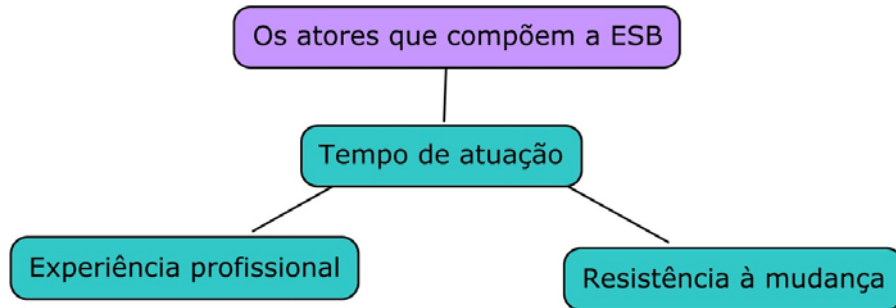 Os atores que compõem a ESB
Tempo de atuação
Experiência profissional
Resistência à mudança